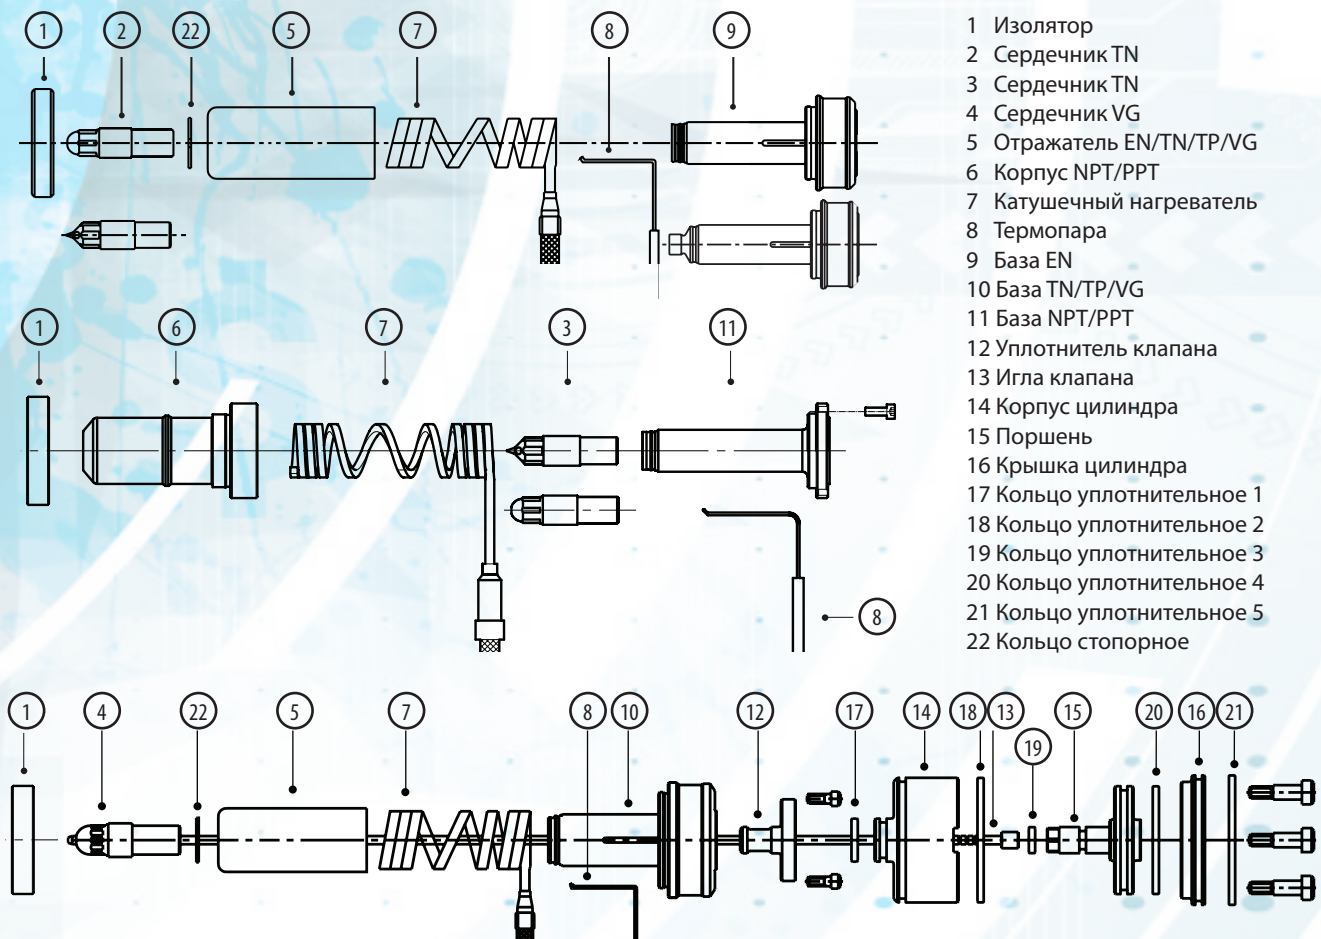 1 2 22 5 7 8 9
1 Изолятор
2 Сердечник TN
3 Сердечник TN
4 Сердечник VG
5 Отражатель EN/TN/TP/VG
6 Корпус NPT/PPT
7 Катушечный нагреватель
8 Термопара
9 База EN
10 База TN/TP/VG
11 База NPT/PPT
12 Уплотнитель клапана
13 Игла клапана
14 Корпус цилиндра
15 Поршень
16 Крышка цилиндра
17 Кольцо уплотнительное 1
18 Кольцо уплотнительное 2
19 Кольцо уплотнительное 3
20 Кольцо уплотнительное 4
21 Кольцо уплотнительное 5
22 Кольцо стопорное
1 6 7 3 11
8
1 4 22 5 7 8 10 12 17 14 18 13 15 20 16 21
19